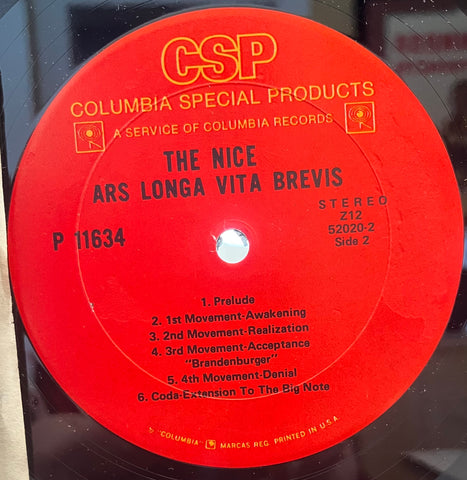 CSP
COLUMBIA SPECIAL PRODUCTS
A SERVICE OF COLUMBIA RECORDS
THE NICE
ARS LONGA VITA BREVIS
P 11634
STEREO
Z12
52020-2
Side 2
1. Prelude
2. 1st Movement-Awakening
3. 2nd Movement-Realization
4. 3rd Movement-Acceptance
"Brandenburger"
5. 4th Movement-Denial
6. Coda-Extension To The Big Note
"COLUMBIA" MARCAS REG. PRINTED IN U.S.A.